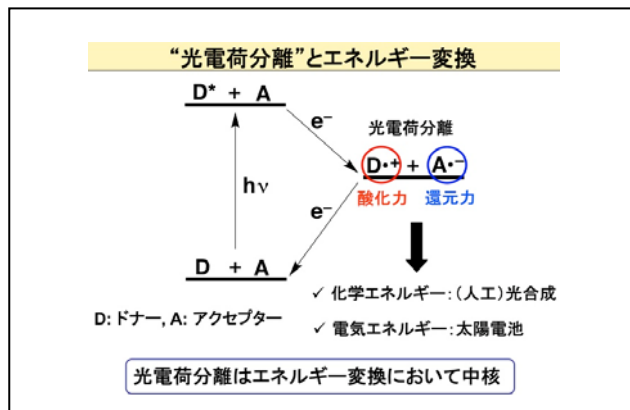 “光電荷分離”とエネルギー変換
D* + A
e−
光電荷分離
D•+ + A•−
酸化力 還元力
hν
e−
D + A
✓ 化学エネルギー:(人工)光合成
D: ドナー, A: アクセプター
✓ 電気エネルギー:太陽電池
光電荷分離はエネルギー変換において中核